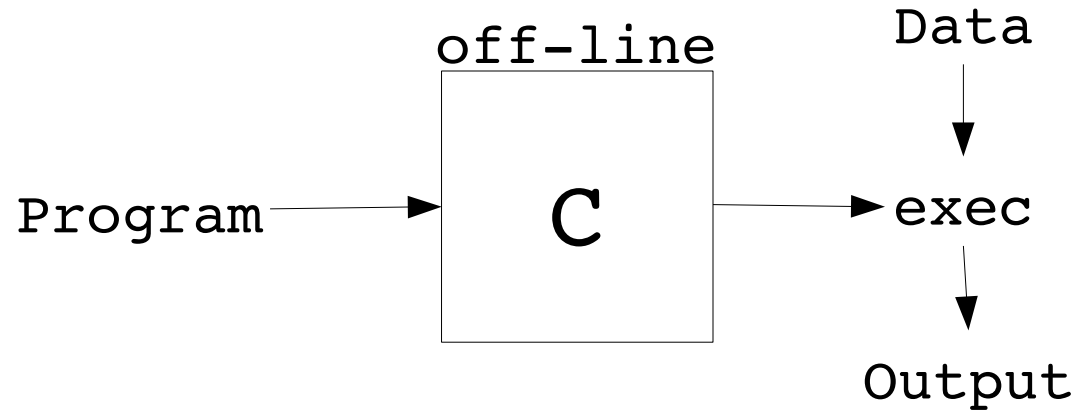 off-line
Data
Program
C
exec
Output